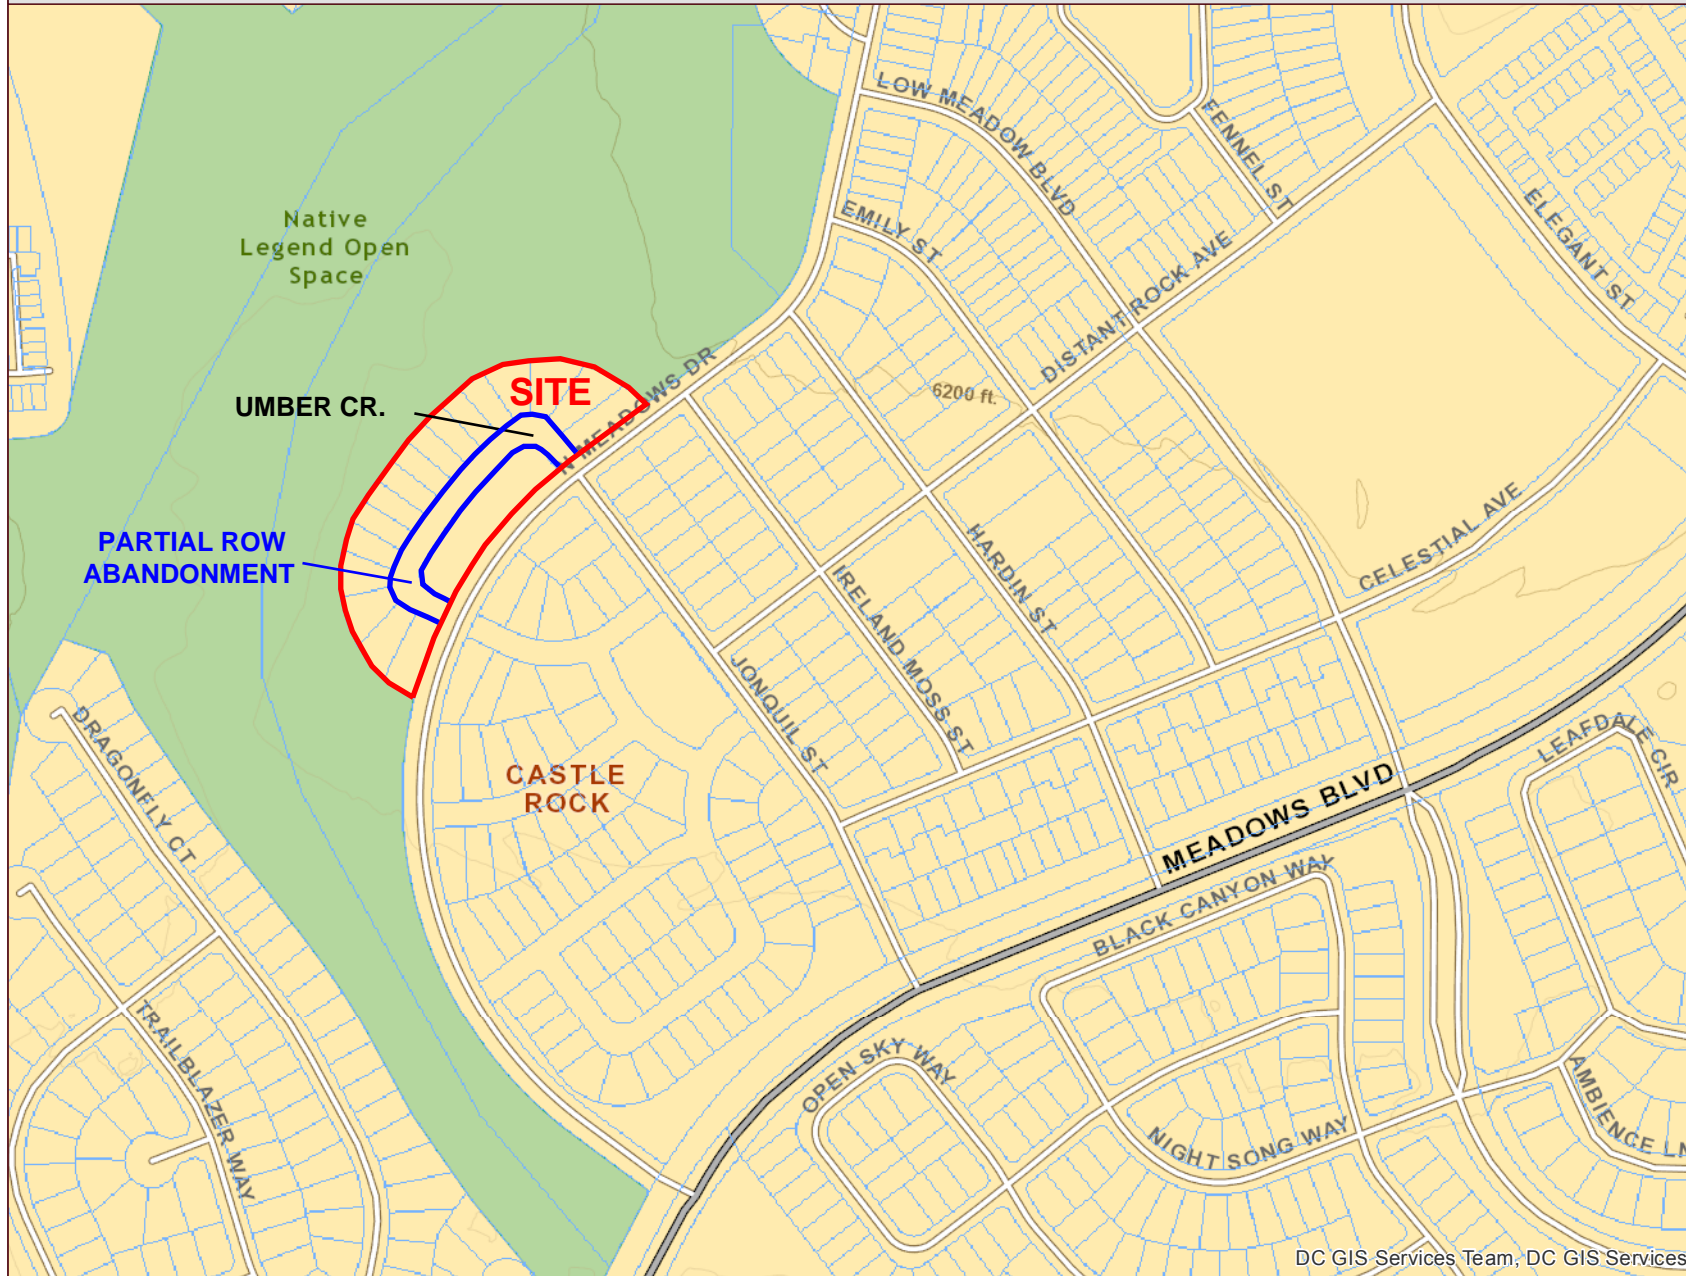 LOW MEADOW BLVD
FENNEL ST
ELEGANT ST
EMILY ST
Native
Legend Open
Space
DISTANT ROCK AVE
N MEADOWS DR
SITE
UMBER CR.
6200 ft.
PARTIAL ROW
ABANDONMENT
HARDIN ST
CELESTIAL AVE
IRELAND MOSS ST
JONQUIL ST
DRAGONFLY CT
CASTLE
ROCK
LEAFDALE CIR
MEADOWS BLVD
BLACK CANYON WAY
TRAILBLAZER WAY
OPEN SKY WAY
NIGHT SONG WAY
AMBIENCE LN
DC GIS Services Team, DC GIS Services